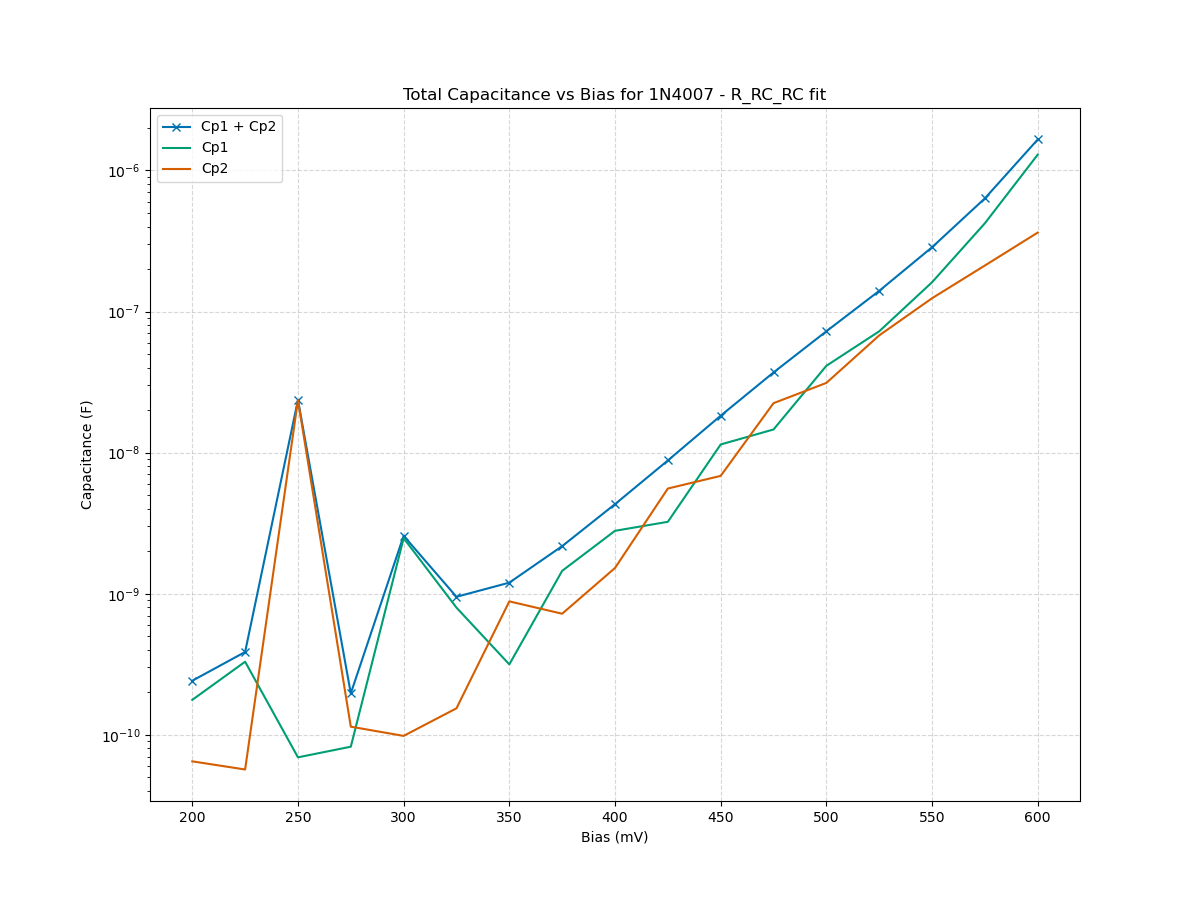 Total Capacitance vs Bias for 1N4007 - R_RC_RC fit
Cp1 + Cp2
Cp1
Cp2
Capacitance (F)
10⁻⁶
10⁻⁷
10⁻⁸
10⁻⁹
10⁻¹⁰
200 250 300 350 400 450 500 550 600
Bias (mV)